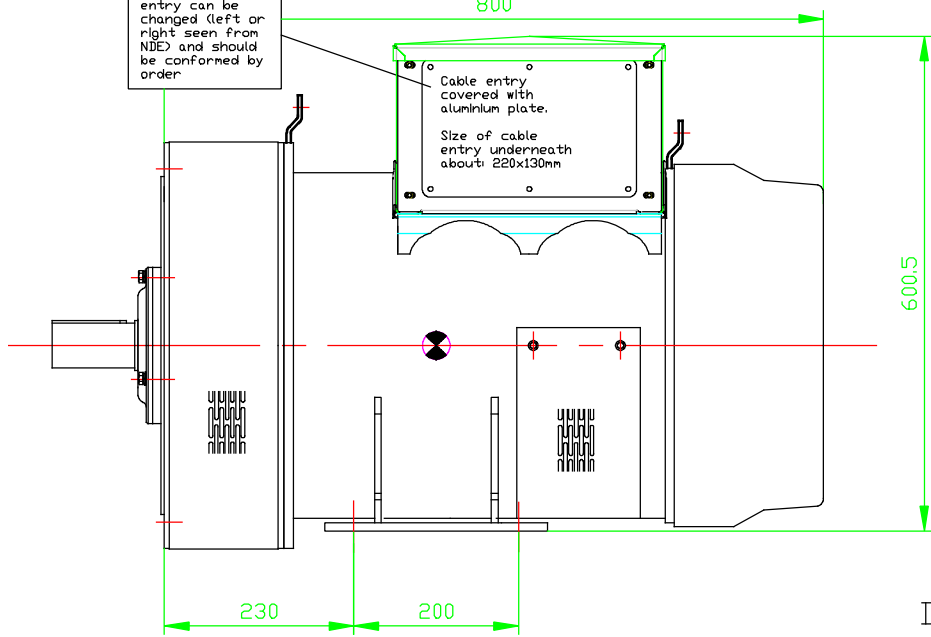 800
entry can be
changed (left or
right seen from
NDE) and should
be conformed by
order
Cable entry
covered with
aluminium plate.
Size of cable
entry underneath
about: 220x130mm
600.5
230
200